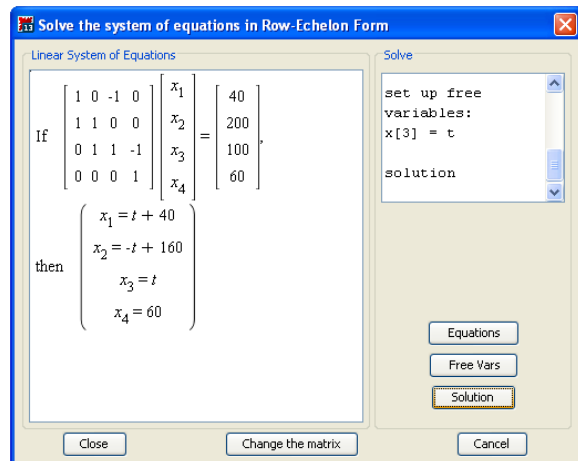 Solve the system of equations in Row-Echelon Form
Linear System of Equations
If [1 0 -1 0; 1 1 0 0; 0 1 1 -1; 0 0 0 1] [x₁; x₂; x₃; x₄] = [40; 200; 100; 60],
then
x₁ = t + 40
x₂ = -t + 160
x₃ = t
x₄ = 60
Solve
set up free
variables:
x[3] = t
solution
Equations
Free Vars
Solution
Close
Change the matrix
Cancel